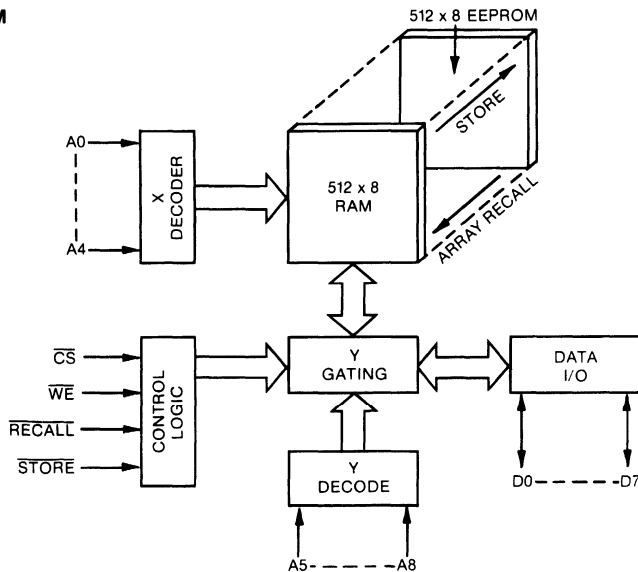 M
512 x 8 EEPROM
STORE
ARRAY RECALL
512 x 8
RAM
A0
A4
X
DECODER
CS
WE
RECALL
STORE
CONTROL
LOGIC
Y
GATING
DATA
I/O
Y
DECODE
D0
D7
A5
A8